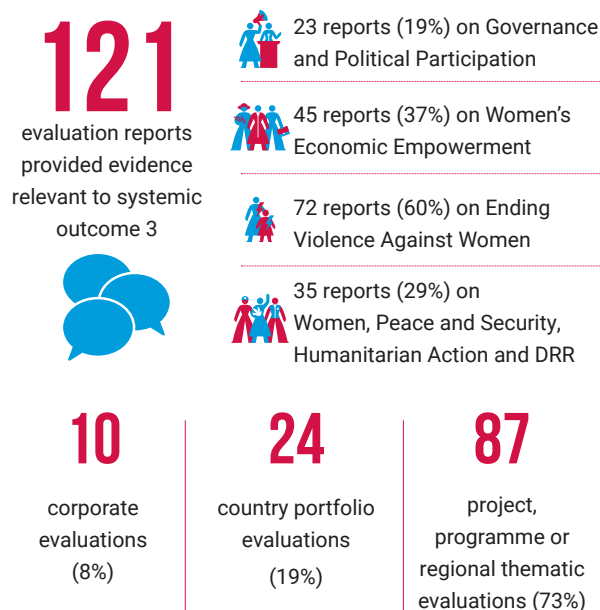 121
evaluation reports
provided evidence
relevant to systemic
outcome 3
23 reports (19%) on Governance
and Political Participation
45 reports (37%) on Women’s
Economic Empowerment
72 reports (60%) on Ending
Violence Against Women
35 reports (29%) on
Women, Peace and Security,
Humanitarian Action and DRR
10
corporate
evaluations
(8%)
24
country portfolio
evaluations
(19%)
87
project,
programme or
regional thematic
evaluations (73%)